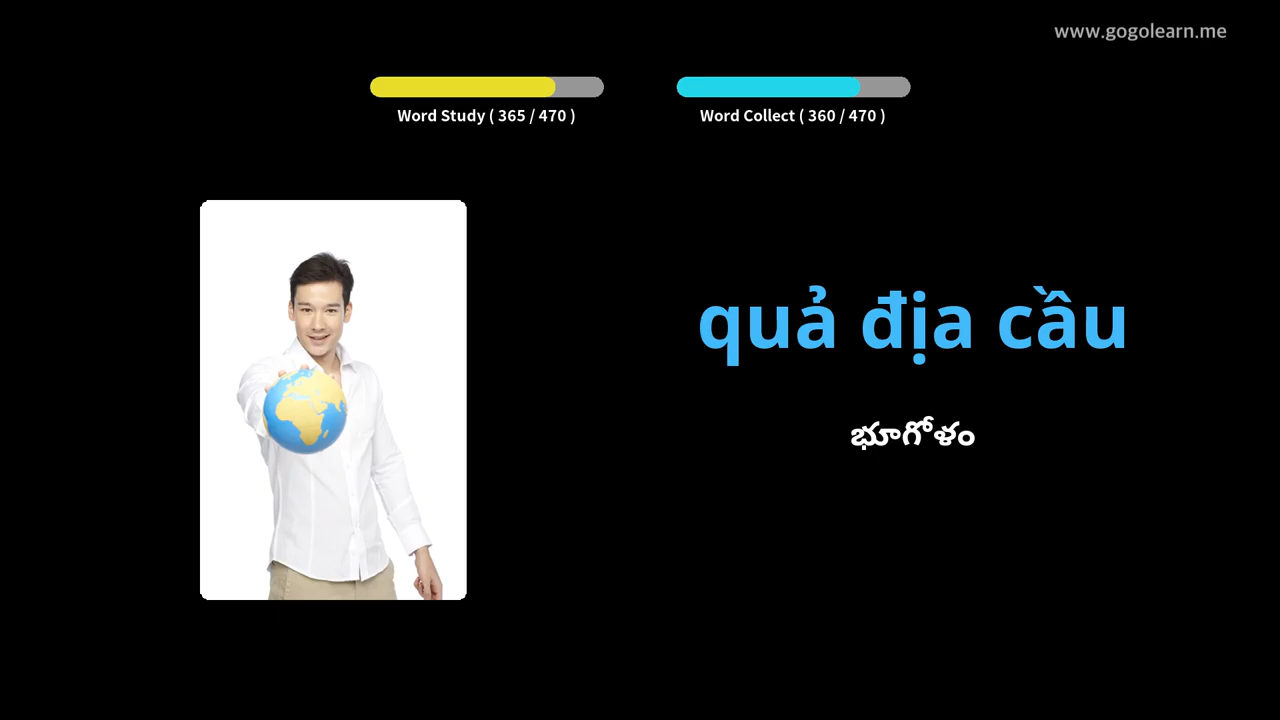 www.gogolearn.me
Word Study ( 365 / 470 )
Word Collect ( 360 / 470 )
quả địa cầu
భూగోళం